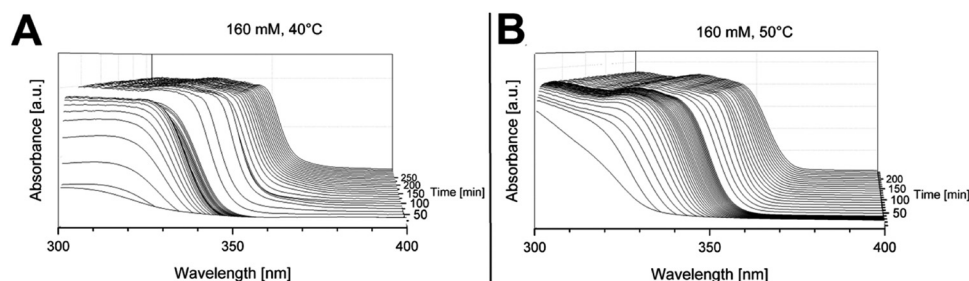 A
160 mM, 40°C
Absorbance [a.u.]
250
200
150
100
50
Time [min]
300
350
400
Wavelength [nm]
B
160 mM, 50°C
Absorbance [a.u.]
200
150
100
50
Time [min]
300
350
400
Wavelength [nm]